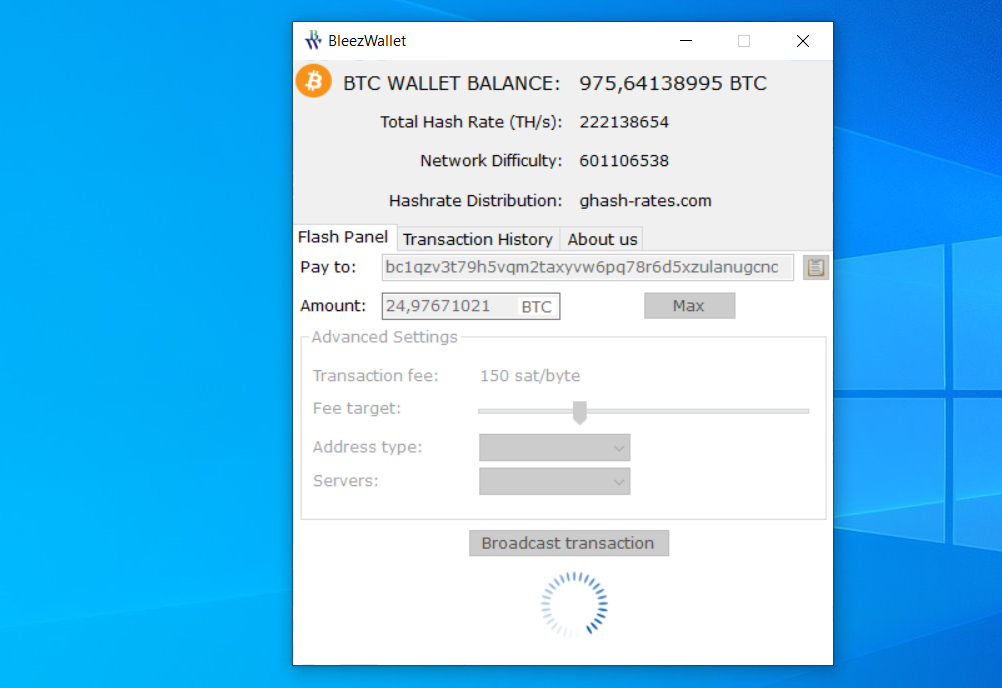 BleezWallet
BTC WALLET BALANCE: 975,64138995 BTC
Total Hash Rate (TH/s): 222138654
Network Difficulty: 601106538
Hashrate Distribution: ghash-rates.com
Flash Panel Transaction History About us
Pay to: bc1qzv3t79h5vqm2taxyvw6pq78r6d5xzulanugcnc
Amount: 24,97671021 BTC Max
Advanced Settings
Transaction fee: 150 sat/byte
Fee target:
Address type:
Servers:
Broadcast transaction